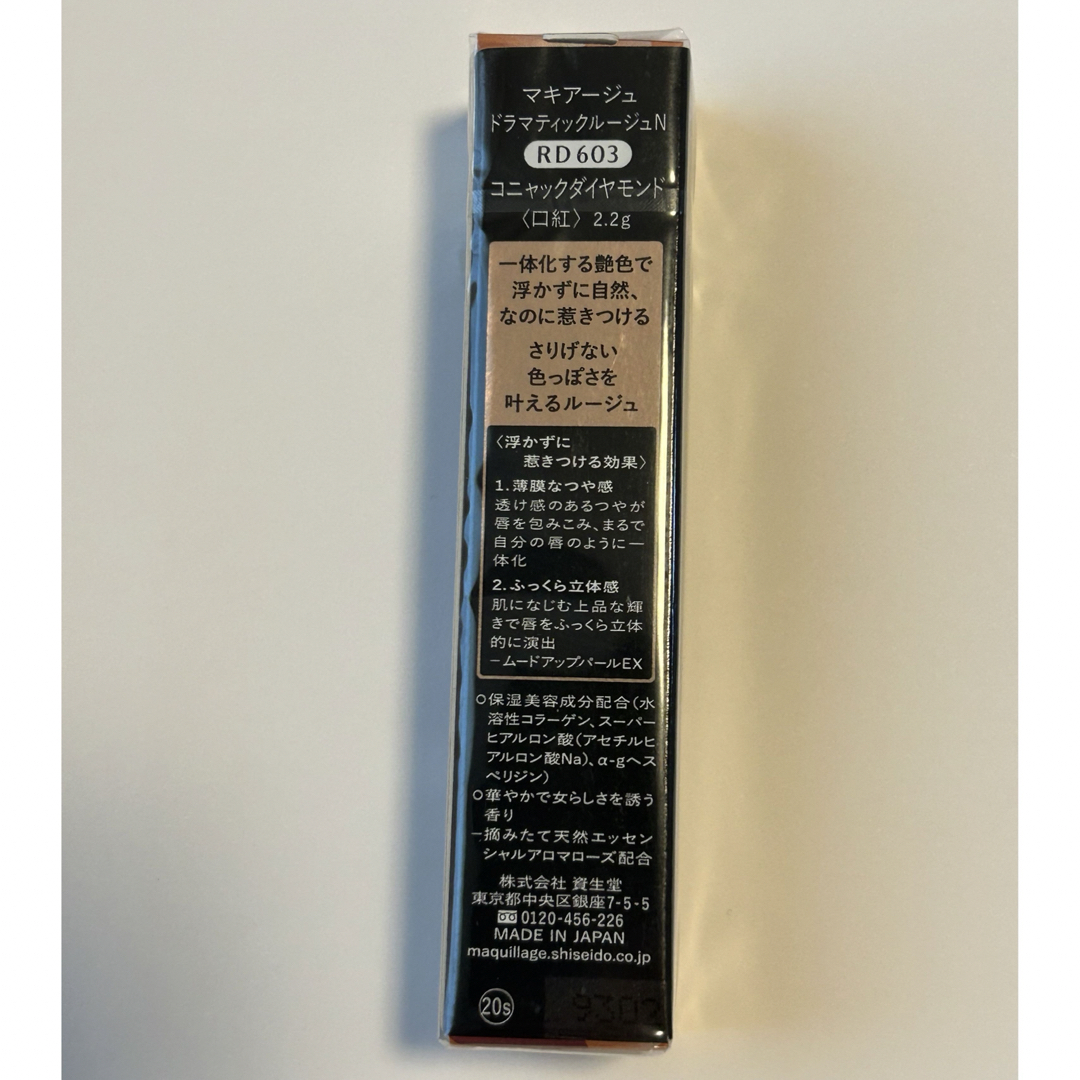 マキアージュ
ドラマティックルージュN
RD603
コニャックダイヤモンド
〈口紅〉2.2g
一体化する艶色で
浮かずに自然、
なのに惹きつける
さりげない
色っぽさを
叶えるルージュ
〈浮かずに
惹きつける効果〉
1.薄膜なつや感
透け感のあるつやが
唇を包みこみ、まるで
自分の唇のように一
体化
2.ふっくら立体感
肌になじむ上品な輝
きで唇をふっくら立体
的に演出
−ムードアップパールEX
○保湿美容成分配合(水
溶性コラーゲン、スーパー
ヒアルロン酸(アセチルヒ
アルロン酸Na)、α-gヘス
ペリジン)
○華やかで女らしさを誘う
香り
−摘みたて天然エッセン
シャルアロマローズ配合
株式会社 資生堂
東京都中央区銀座7-5-5
0120-456-226
MADE IN JAPAN
maquillage.shiseido.co.jp
20s